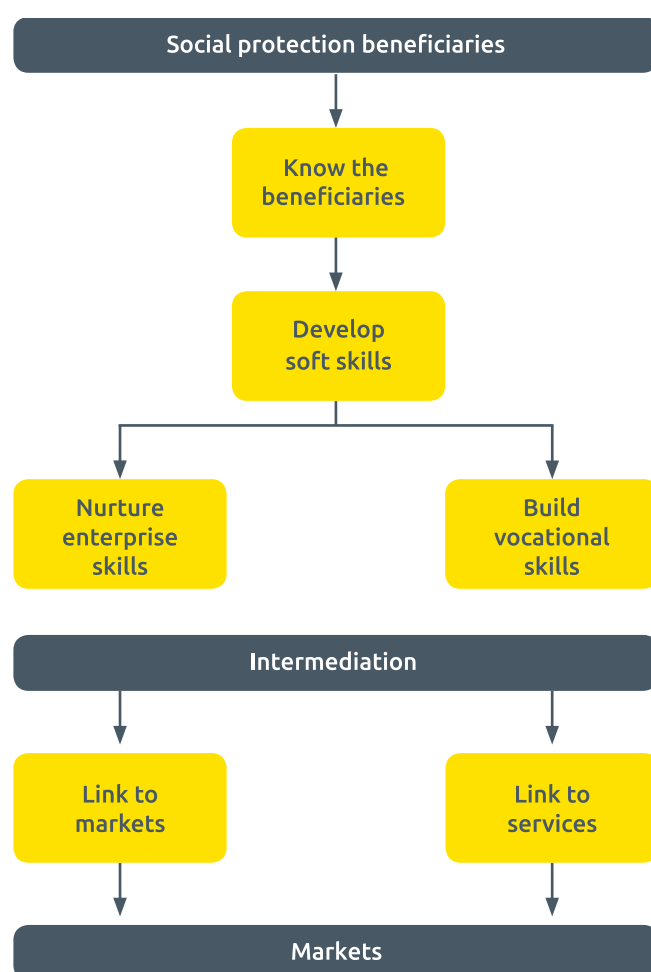 Social protection beneficiaries
Know the
beneficiaries
Develop
soft skills
Nurture
enterprise
skills
Build
vocational
skills
Intermediation
Link to
markets
Link to
services
Markets